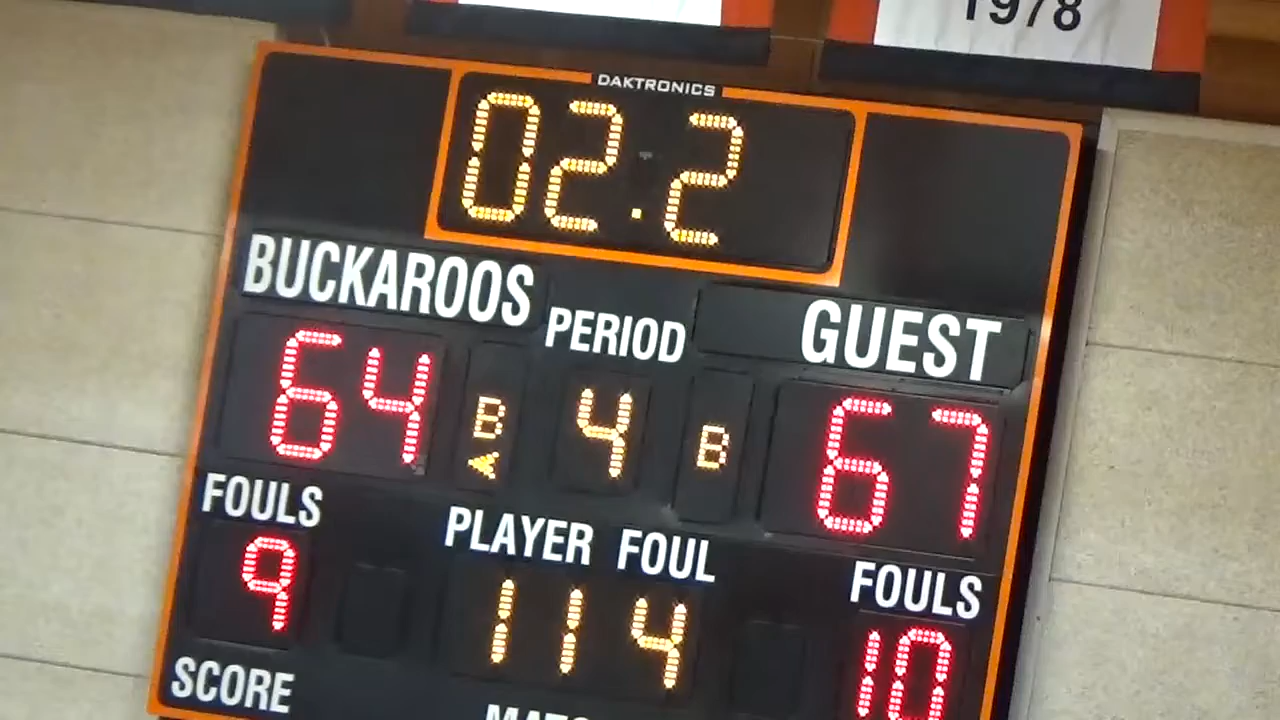 1978
DAKTRONICS
02.2
BUCKAROOS PERIOD GUEST
64 B 4 B 67
FOULS PLAYER FOUL FOULS
9 11 4 10
SCORE